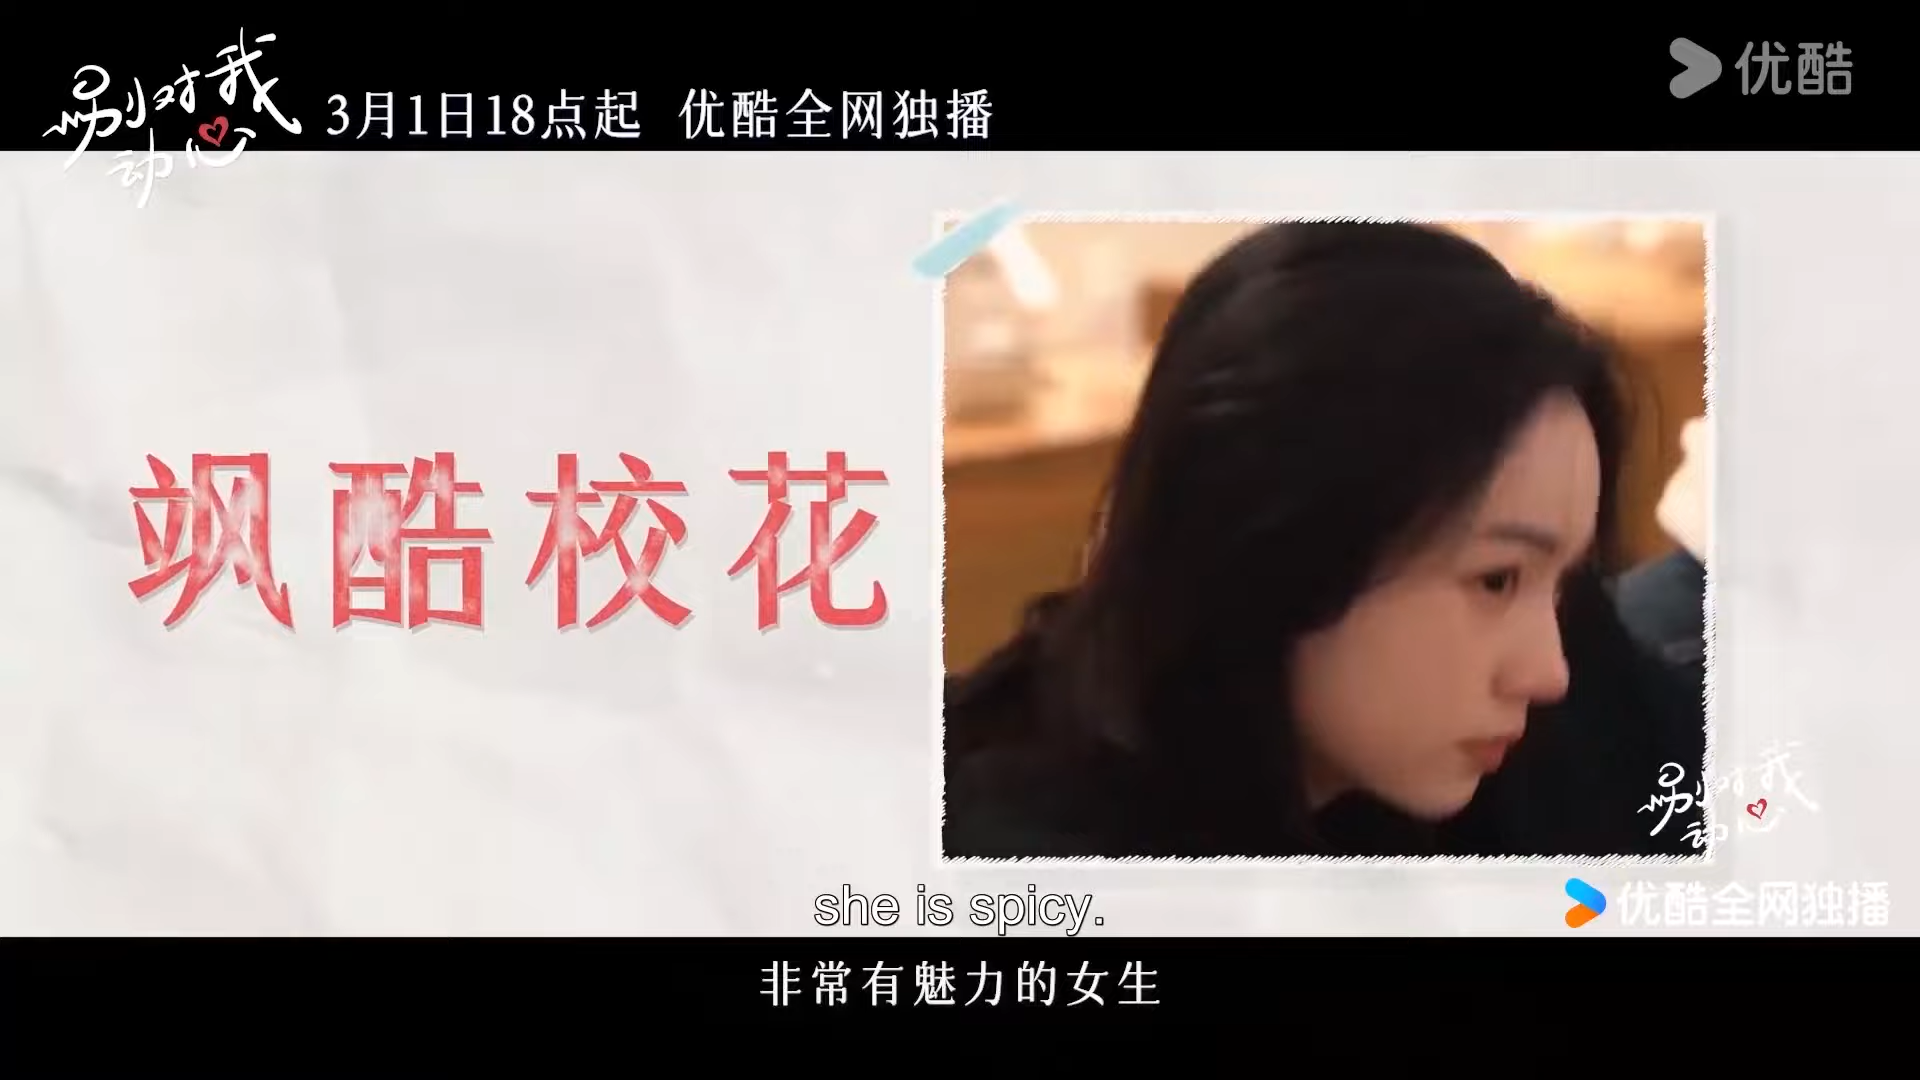 别对我
动心
3月1日18点起 优酷全网独播
优酷
飒酷校花
别对我
动心
优酷全网独播
she is spicy.
非常有魅力的女生